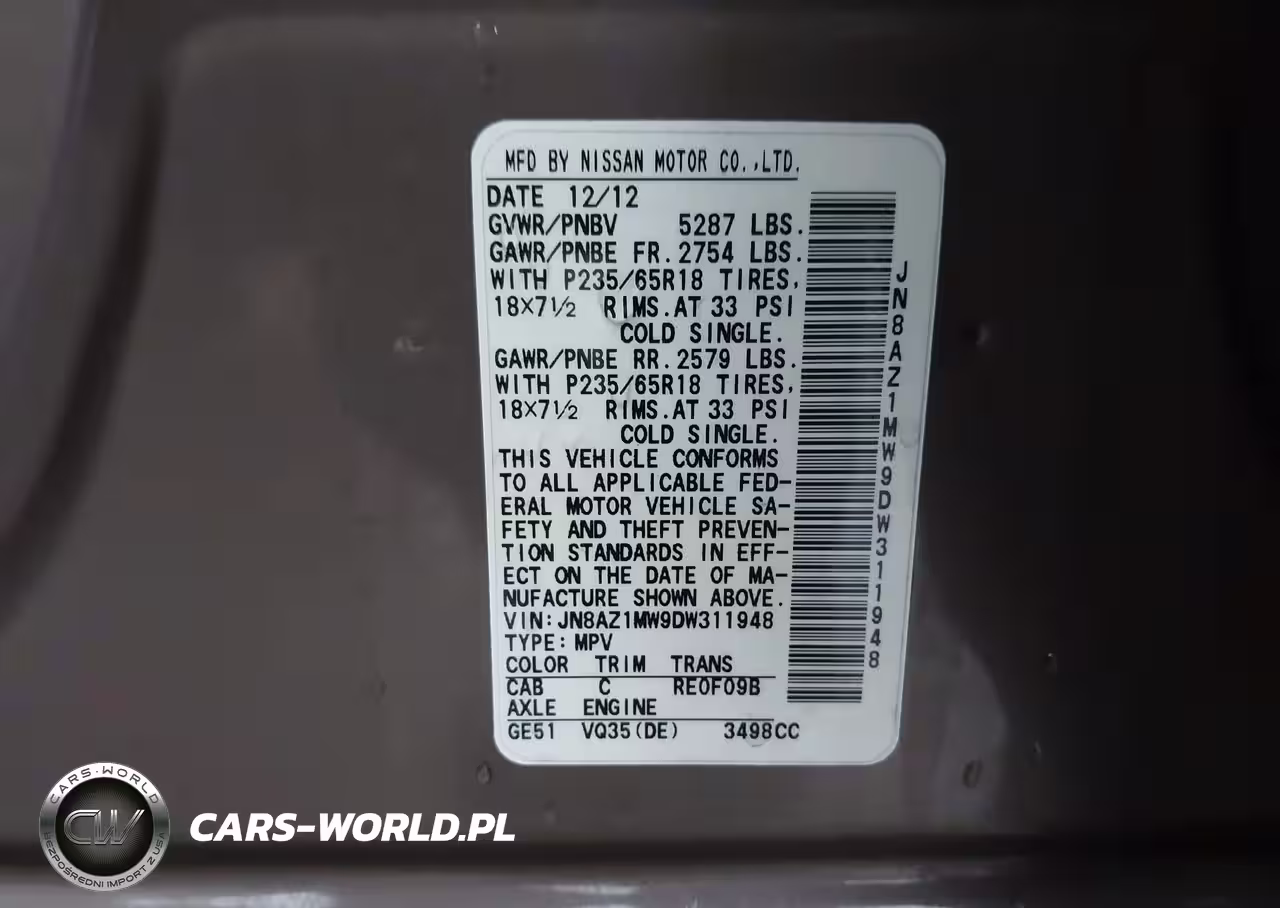 MFD BY NISSAN MOTOR CO.,LTD.
DATE 12/12
GVWR/PNBV 5287 LBS.
GAWR/PNBE FR. 2754 LBS.
WITH P235/65R18 TIRES,
18×7½ RIMS. AT 33 PSI
COLD SINGLE.
GAWR/PNBE RR. 2579 LBS.
WITH P235/65R18 TIRES,
18×7½ RIMS. AT 33 PSI
COLD SINGLE.
THIS VEHICLE CONFORMS
TO ALL APPLICABLE FED-
ERAL MOTOR VEHICLE SA-
FETY AND THEFT PREVEN-
TION STANDARDS IN EFF-
ECT ON THE DATE OF MA-
NUFACTURE SHOWN ABOVE.
VIN: JN8AZ1MW9DW311948
TYPE: MPV
COLOR TRIM TRANS
CAB C RE0F09B
AXLE ENGINE
GE51 VQ35(DE) 3498CC
JN8AZ1MW9DW311948
CARS-WORLD
CW
BEZPOŚREDNI IMPORT Z USA
CARS-WORLD.PL